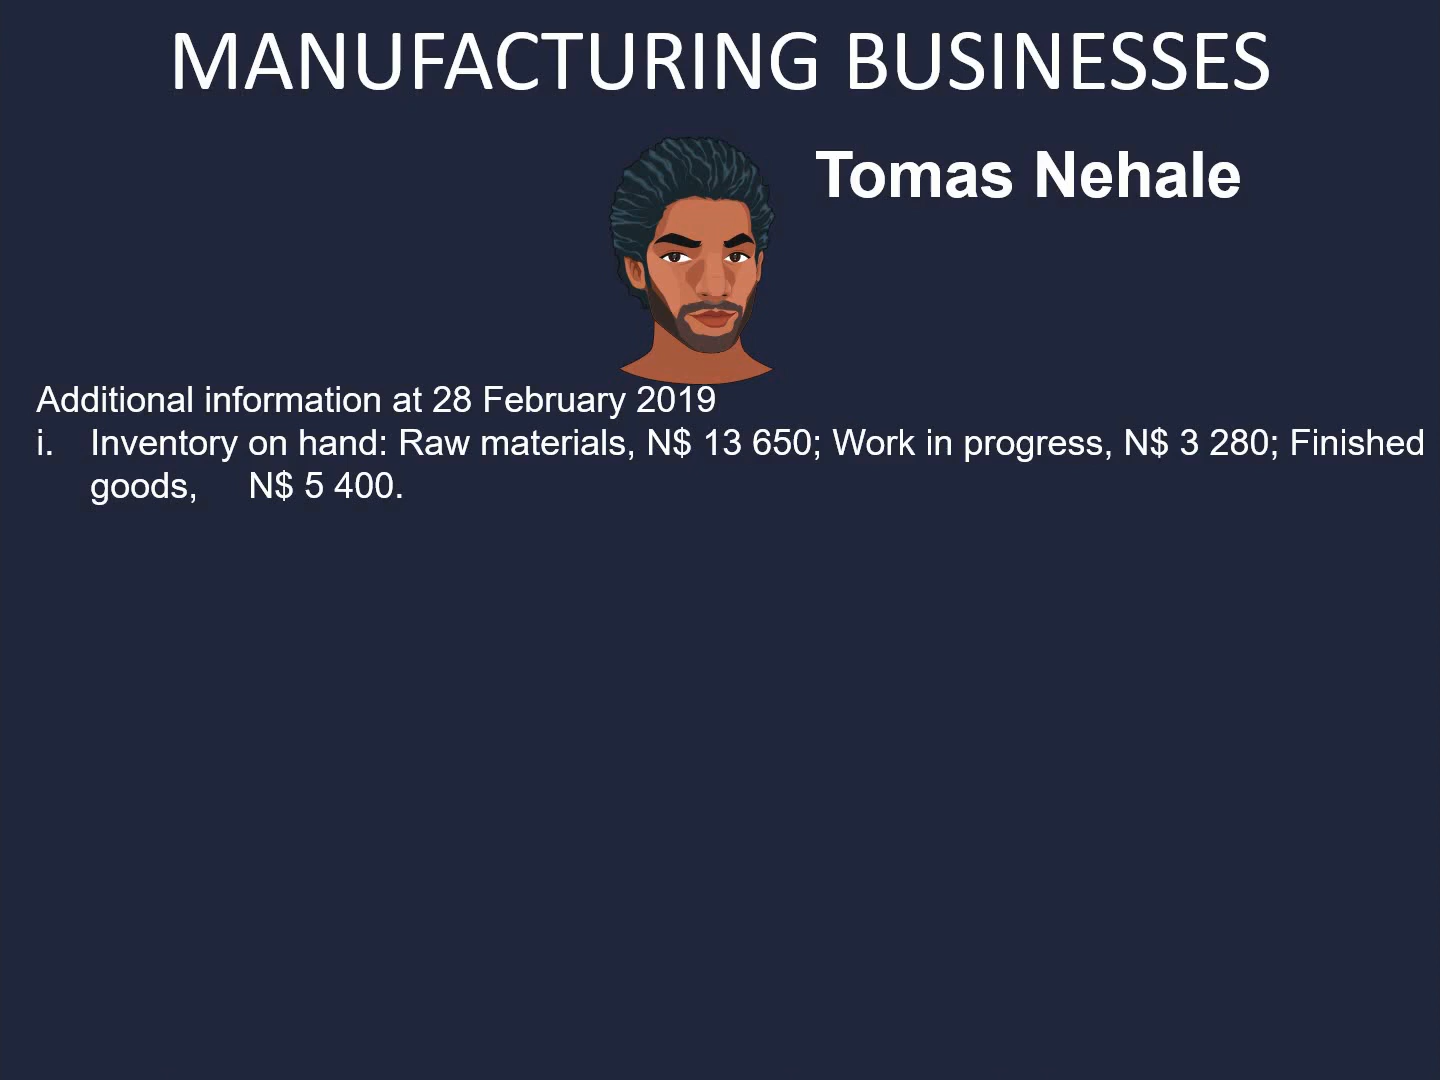 MANUFACTURING BUSINESSES
Tomas Nehale
Additional information at 28 February 2019
i. Inventory on hand: Raw materials, N$ 13 650; Work in progress, N$ 3 280; Finished
goods, N$ 5 400.